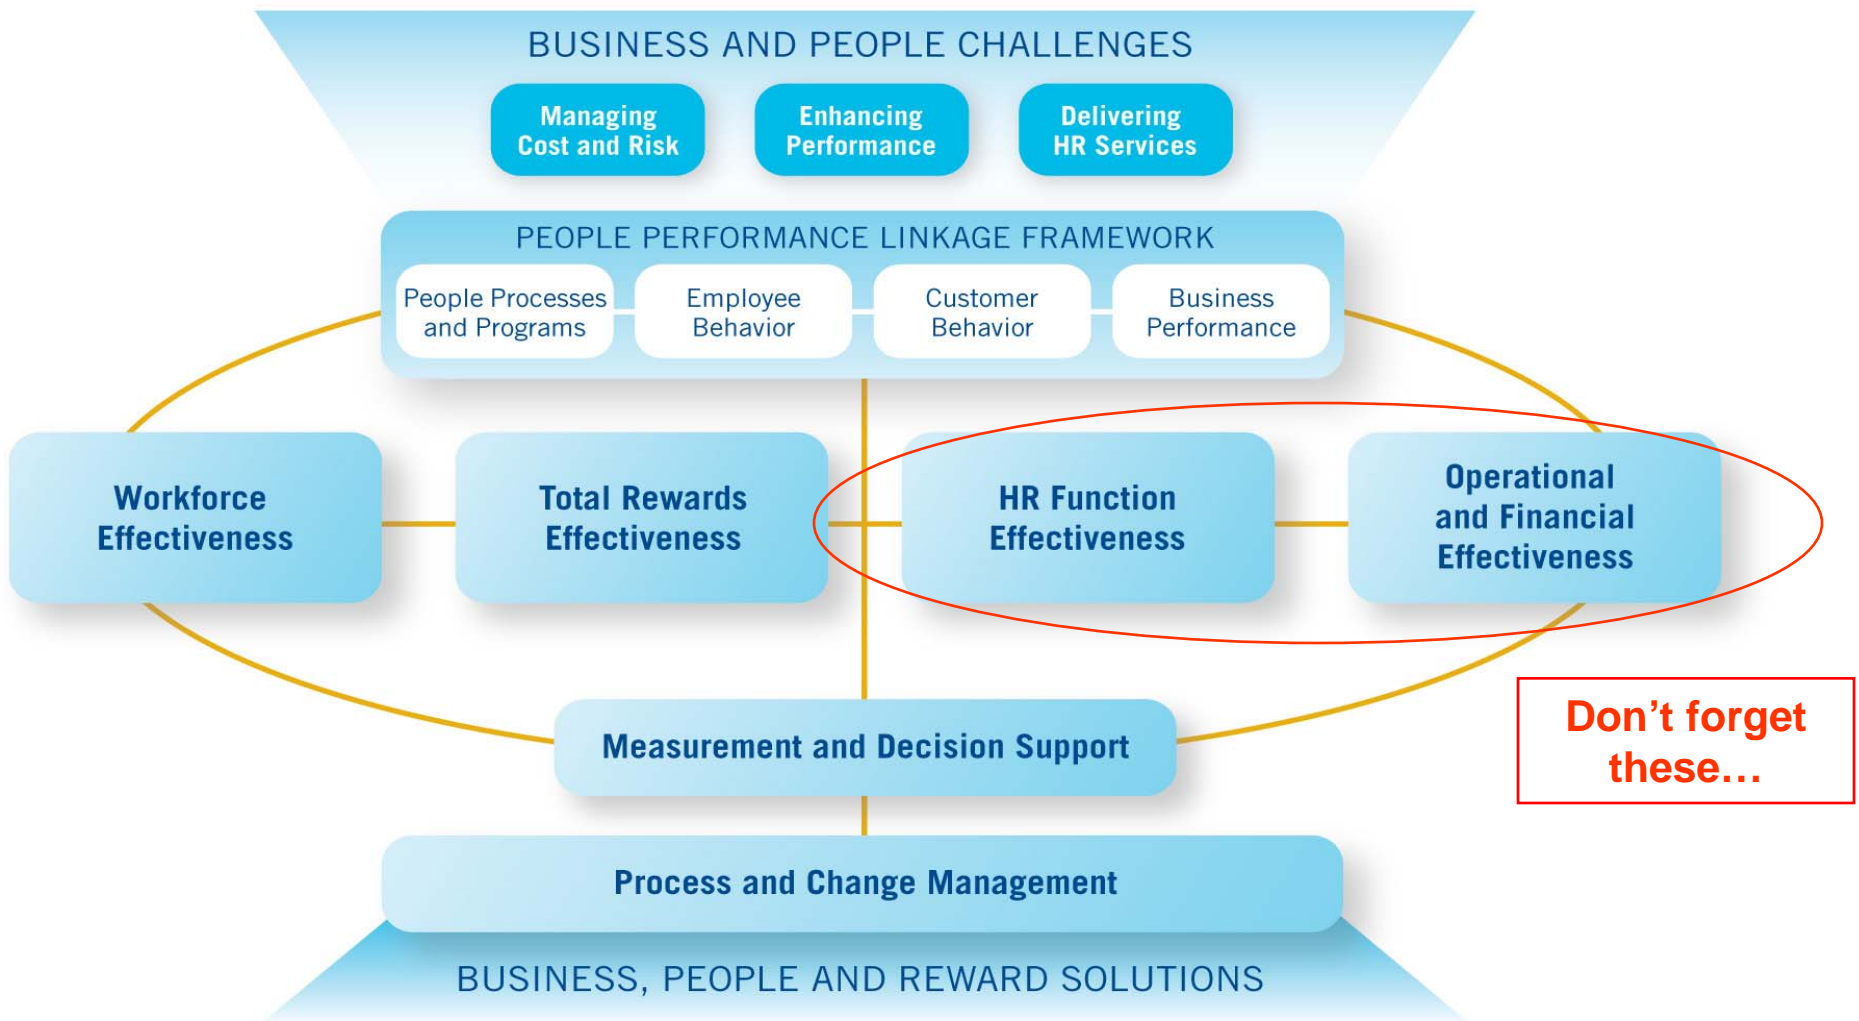 BUSINESS AND PEOPLE CHALLENGES
Managing
Cost and Risk
Enhancing
Performance
Delivering
HR Services
PEOPLE PERFORMANCE LINKAGE FRAMEWORK
People Processes
and Programs
Employee
Behavior
Customer
Behavior
Business
Performance
Workforce
Effectiveness
Total Rewards
Effectiveness
HR Function
Effectiveness
Operational
and Financial
Effectiveness
Don’t forget
these…
Measurement and Decision Support
Process and Change Management
BUSINESS, PEOPLE AND REWARD SOLUTIONS